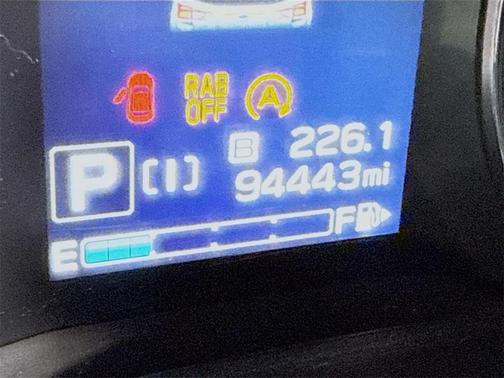 RAB
OFF
A
B 226.1
P (I) 94443mi
E F